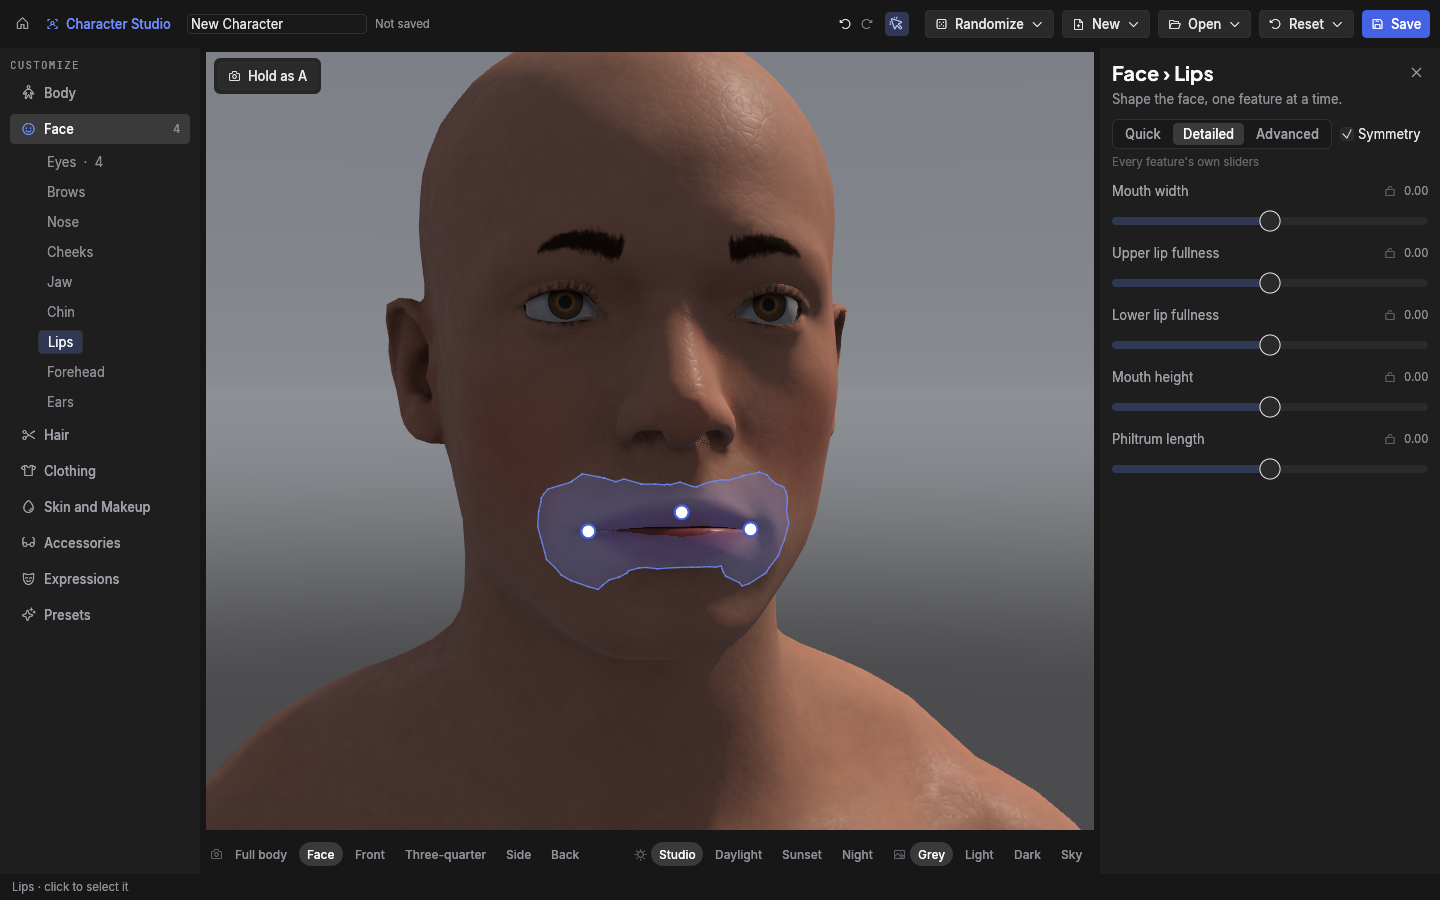 Character Studio
New Character
Not saved
Randomize
New
Open
Reset
Save
CUSTOMIZE
Body
Face 4
Eyes · 4
Brows
Nose
Cheeks
Jaw
Chin
Lips
Forehead
Ears
Hair
Clothing
Skin and Makeup
Accessories
Expressions
Presets
Hold as A
Full body
Face
Front
Three-quarter
Side
Back
Studio
Daylight
Sunset
Night
Grey
Light
Dark
Sky
Face › Lips
Shape the face, one feature at a time.
Quick
Detailed
Advanced
Symmetry
Every feature's own sliders
Mouth width 0.00
Upper lip fullness 0.00
Lower lip fullness 0.00
Mouth height 0.00
Philtrum length 0.00
Lips · click to select it